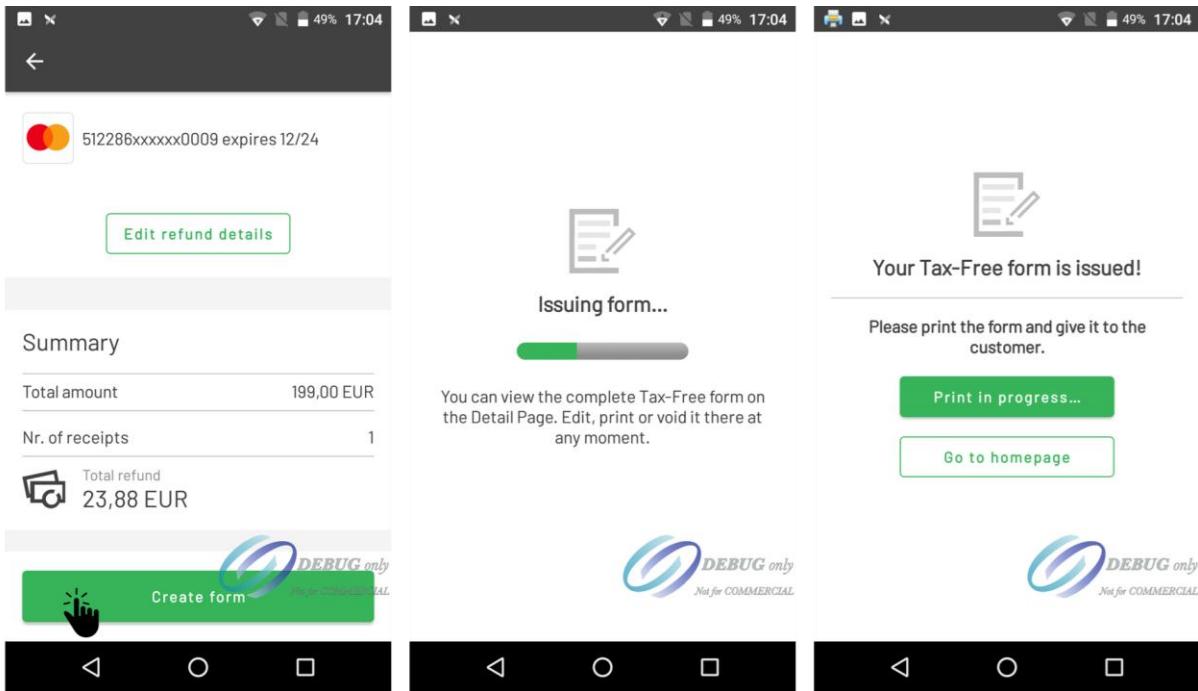 49% 17:04
512286xxxxxx0009 expires 12/24
Edit refund details
Summary
Total amount 199,00 EUR
Nr. of receipts 1
Total refund
23,88 EUR
DEBUG only
Not for COMMERCIAL
Create form
49% 17:04
Issuing form...
You can view the complete Tax-Free form on
the Detail Page. Edit, print or void it there at
any moment.
DEBUG only
Not for COMMERCIAL
49% 17:04
Your Tax-Free form is issued!
Please print the form and give it to the
customer.
Print in progress...
Go to homepage
DEBUG only
Not for COMMERCIAL